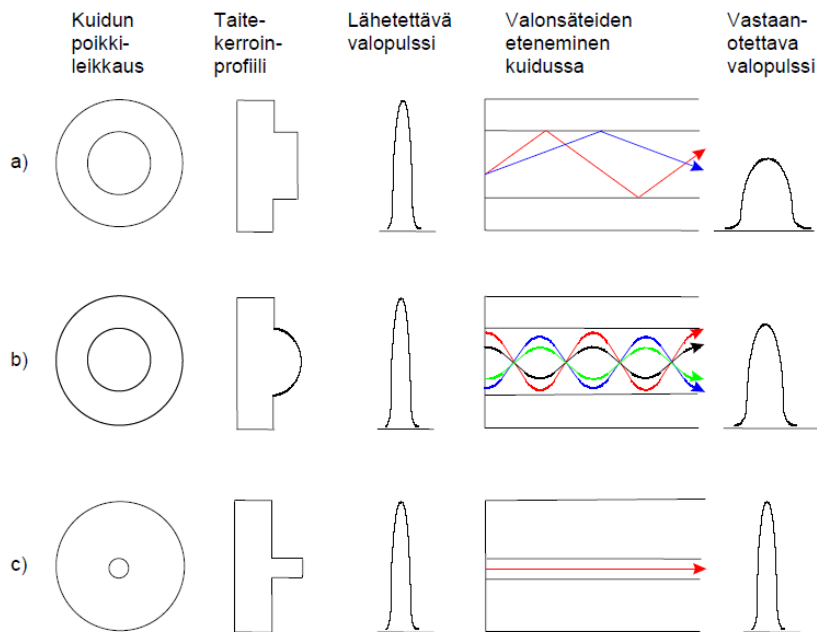 Kuidun
poikki-
leikkaus
Taite-
kerroin-
profiili
Lähetettävä
valopulssi
Valonsäteiden
eteneminen
kuidussa
Vastaan-
otettava
valopulssi
a)
b)
c)